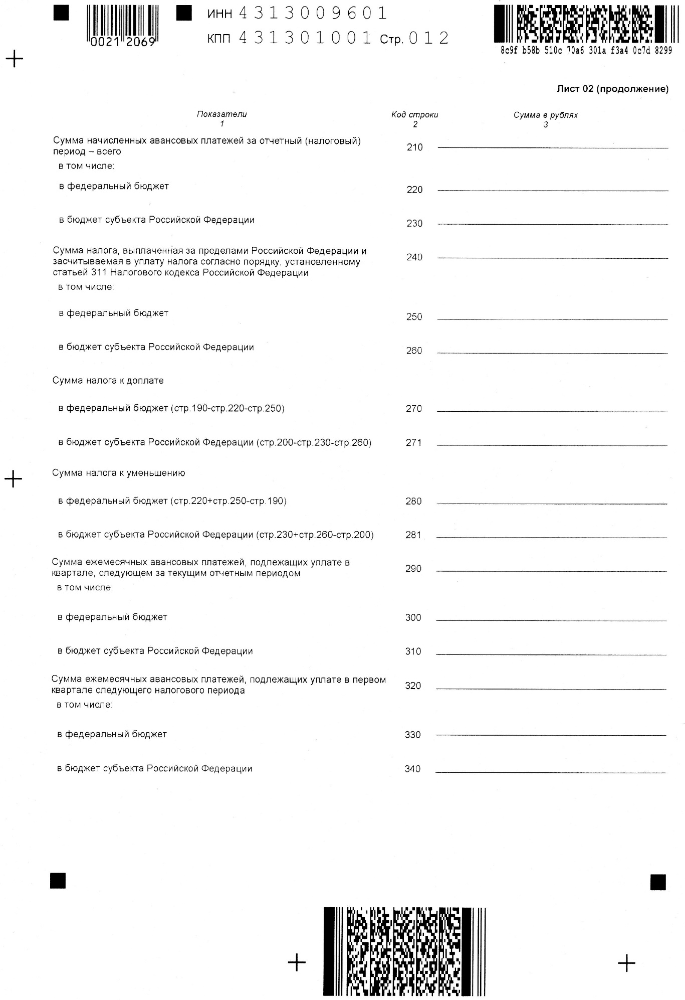 ИНН 4313009601
0021 2069
КПП 431301001 Стр. 012
8c9f b58b 510c 70a6 301a f3a4 0c7d 8299
Лист 02 (продолжение)
Показатели Код строки Сумма в рублях
1 2 3
Сумма начисленных авансовых платежей за отчетный (налоговый)
период – всего 210
в том числе:
в федеральный бюджет 220
в бюджет субъекта Российской Федерации 230
Сумма налога, выплаченная за пределами Российской Федерации и
засчитываемая в уплату налога согласно порядку, установленному 240
статьей 311 Налогового кодекса Российской Федерации
в том числе:
в федеральный бюджет 250
в бюджет субъекта Российской Федерации 260
Сумма налога к доплате
в федеральный бюджет (стр.190-стр.220-стр.250) 270
в бюджет субъекта Российской Федерации (стр.200-стр.230-стр.260) 271
Сумма налога к уменьшению
в федеральный бюджет (стр.220+стр.250-стр.190) 280
в бюджет субъекта Российской Федерации (стр.230+стр.260-стр.200) 281
Сумма ежемесячных авансовых платежей, подлежащих уплате в
квартале, следующем за текущим отчетным периодом 290
в том числе:
в федеральный бюджет 300
в бюджет субъекта Российской Федерации 310
Сумма ежемесячных авансовых платежей, подлежащих уплате в первом
квартале следующего налогового периода 320
в том числе:
в федеральный бюджет 330
в бюджет субъекта Российской Федерации 340